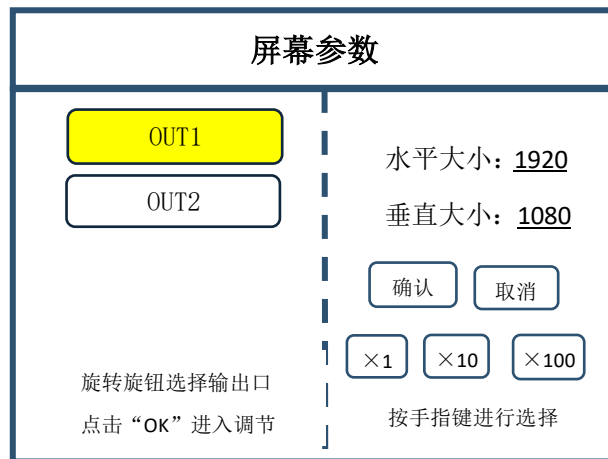 屏幕参数
OUT1
OUT2
旋转旋钮选择输出口
点击“OK”进入调节
水平大小：1920
垂直大小：1080
确认 取消
×1 ×10 ×100
按手指键进行选择